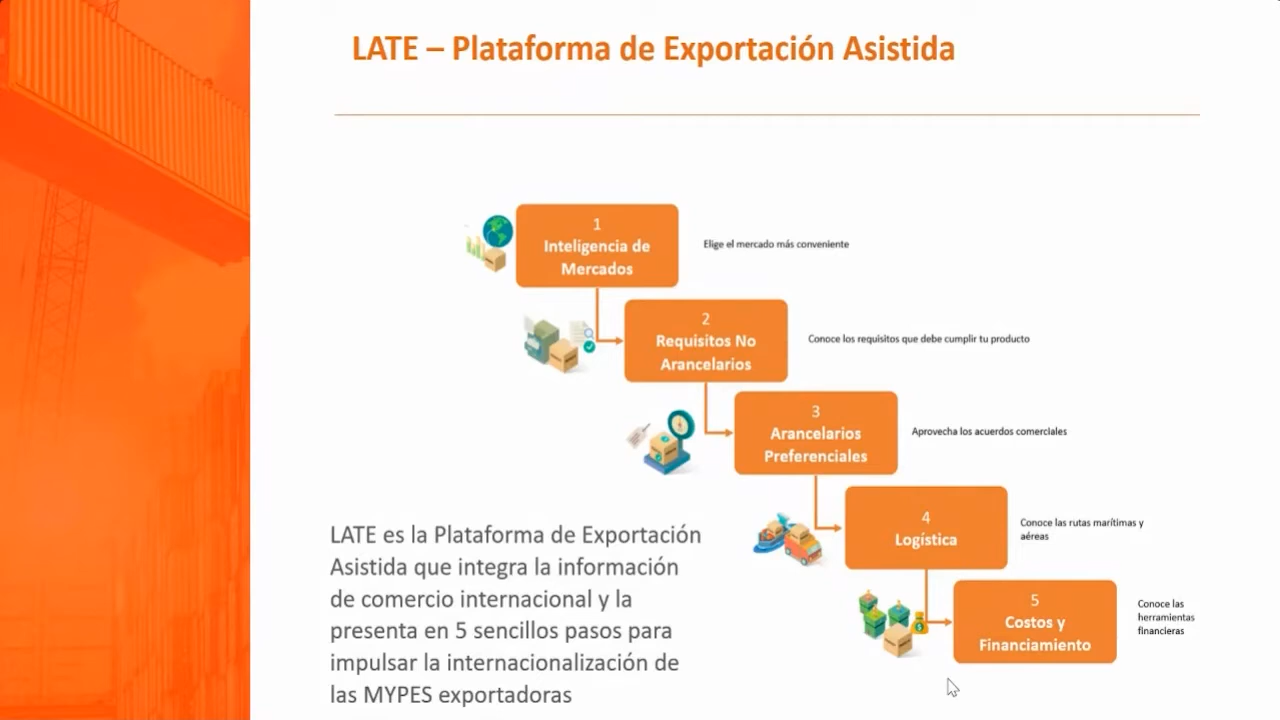 LATE – Plataforma de Exportación Asistida
1
Inteligencia de
Mercados
Elige el mercado más conveniente
2
Requisitos No
Arancelarios
Conoce los requisitos que debe cumplir tu producto
3
Arancelarios
Preferenciales
Aprovecha los acuerdos comerciales
4
Logística
Conoce las rutas marítimas y
aéreas
5
Costos y
Financiamiento
Conoce las
herramientas
financieras
LATE es la Plataforma de Exportación
Asistida que integra la información
de comercio internacional y la
presenta en 5 sencillos pasos para
impulsar la internacionalización de
las MYPES exportadoras